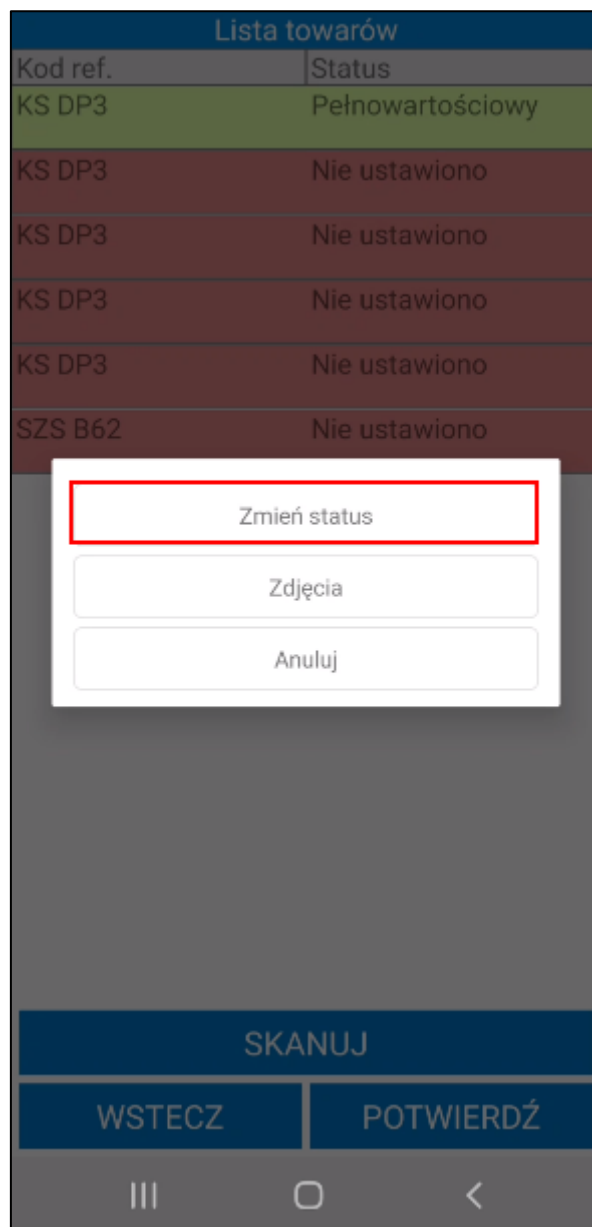 Lista towarów
Kod ref. Status
KS DP3 Pełnowartościowy
KS DP3 Nie ustawiono
KS DP3 Nie ustawiono
KS DP3 Nie ustawiono
KS DP3 Nie ustawiono
SZS B62 Nie ustawiono
Zmień status
Zdjęcia
Anuluj
SKANUJ
WSTECZ POTWIERDŹ